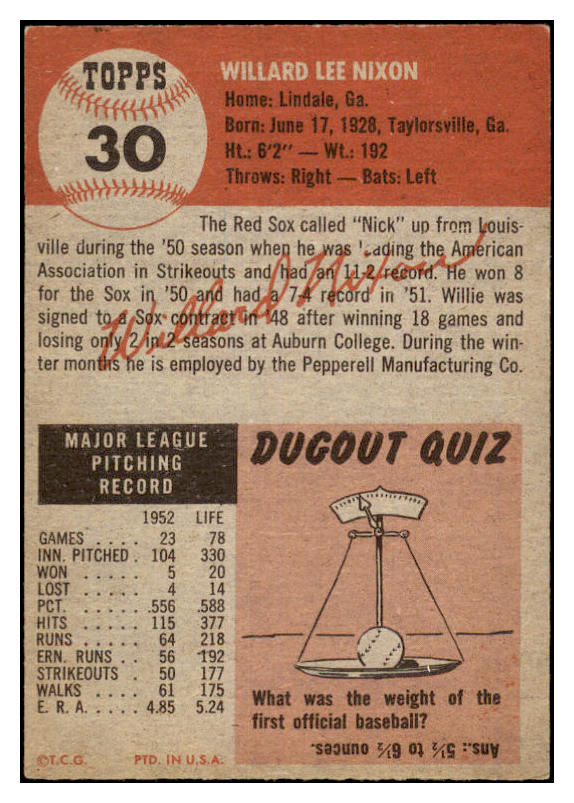 TOPPS
30
WILLARD LEE NIXON
Home: Lindale, Ga.
Born: June 17, 1928, Taylorsville, Ga.
Ht.: 6'2" — Wt.: 192
Throws: Right — Bats: Left
The Red Sox called "Nick" up from Louis-
ville during the '50 season when he was leading the American
Association in Strikeouts and had an 11-2 record. He won 8
for the Sox in '50 and had a 7-4 record in '51. Willie was
signed to a Sox contract in '48 after winning 18 games and
losing only 2 in 2 seasons at Auburn College. During the win-
ter months he is employed by the Pepperell Manufacturing Co.
Willard Nixon
MAJOR LEAGUE
PITCHING
RECORD
1952 LIFE
GAMES .... 23 78
INN. PITCHED . 104 330
WON ..... 5 20
LOST ..... 4 14
PCT. ..... .556 .588
HITS ..... 115 377
RUNS ..... 64 218
ERN. RUNS .. 56 192
STRIKEOUTS . 50 177
WALKS .... 61 175
E. R. A. .... 4.85 5.24
©T.C.G. PTD. IN U.S.A.
DUGOUT QUIZ
What was the weight of the
first official baseball?
Ans.: 5½ to 6½ ounces.